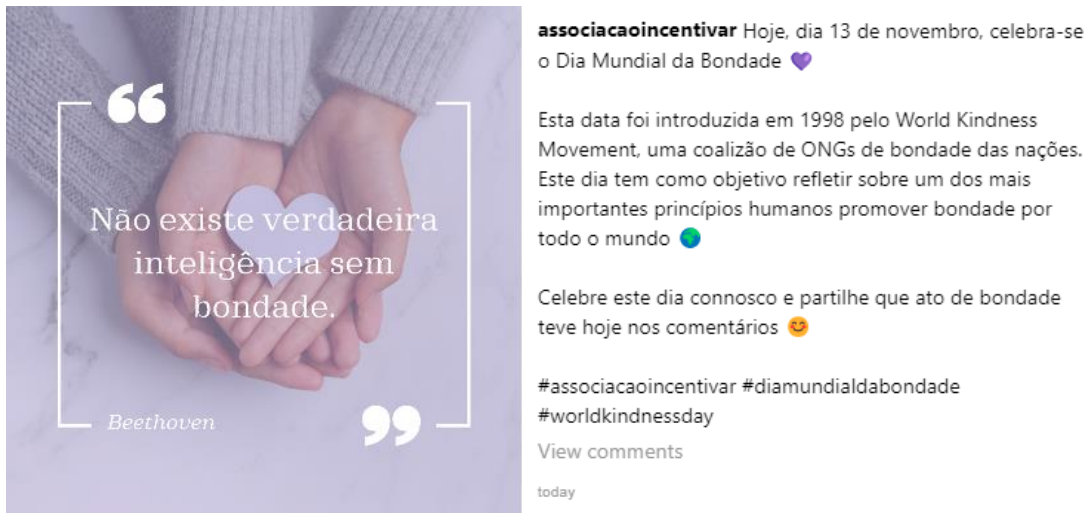 “
Não existe verdadeira
inteligência sem
bondade.
Beethoven
”
associacaoincentivar Hoje, dia 13 de novembro, celebra-se
o Dia Mundial da Bondade 💜
Esta data foi introduzida em 1998 pelo World Kindness
Movement, uma coalizão de ONGs de bondade das nações.
Este dia tem como objetivo refletir sobre um dos mais
importantes princípios humanos promover bondade por
todo o mundo 🌍
Celebre este dia connosco e partilhe que ato de bondade
teve hoje nos comentários 😊
#associacaoincentivar #diamundialdabondade
#worldkindnessday
View comments
today